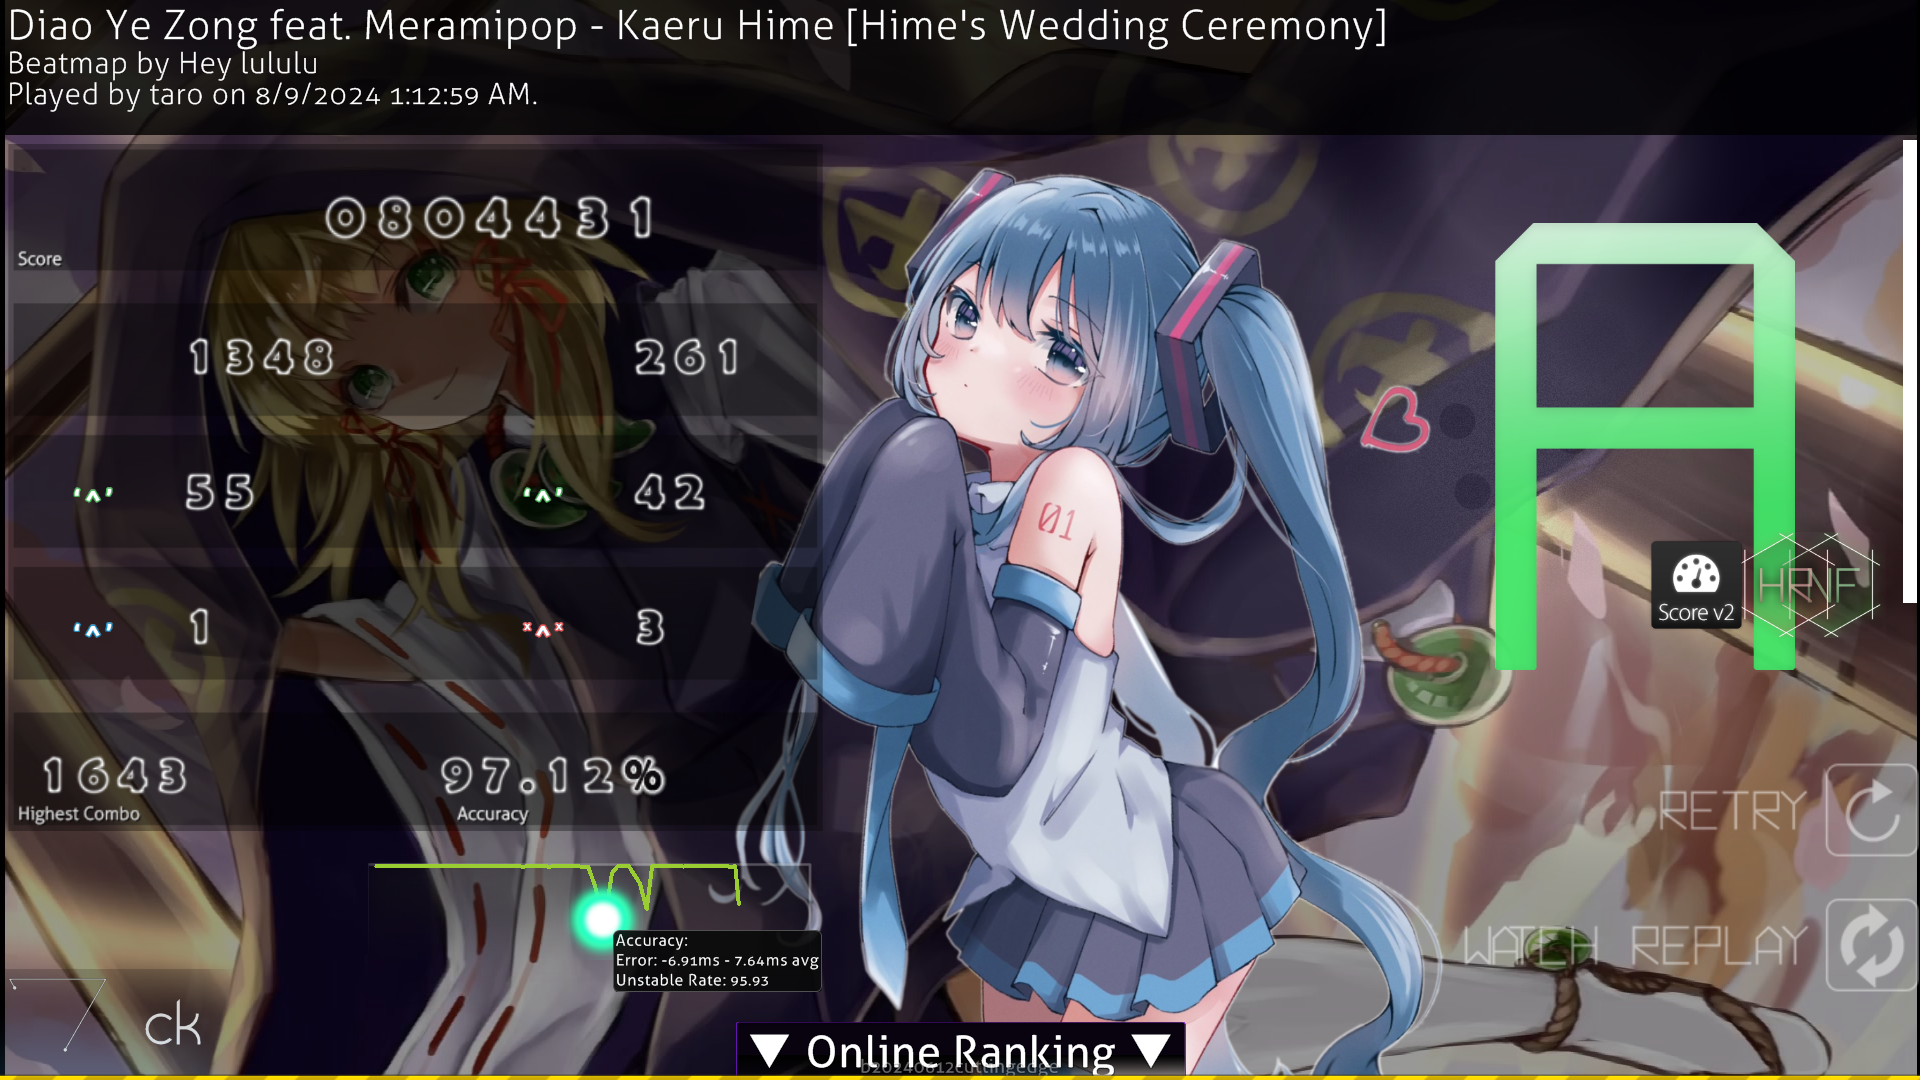 Diao Ye Zong feat. Meramipop - Kaeru Hime [Hime's Wedding Ceremony]
Beatmap by Hey lululu
Played by taro on 8/9/2024 1:12:59 AM.
0804431
Score
1348 261
55 42
01
1 3
Score v2
HR NF
1643 97.12%
Highest Combo Accuracy
RETRY
Accuracy:
Error: -6.91ms - 7.64ms avg
Unstable Rate: 95.93
WATCH REPLAY
ck
▼ Online Ranking ▼
b20240812cuttingedge